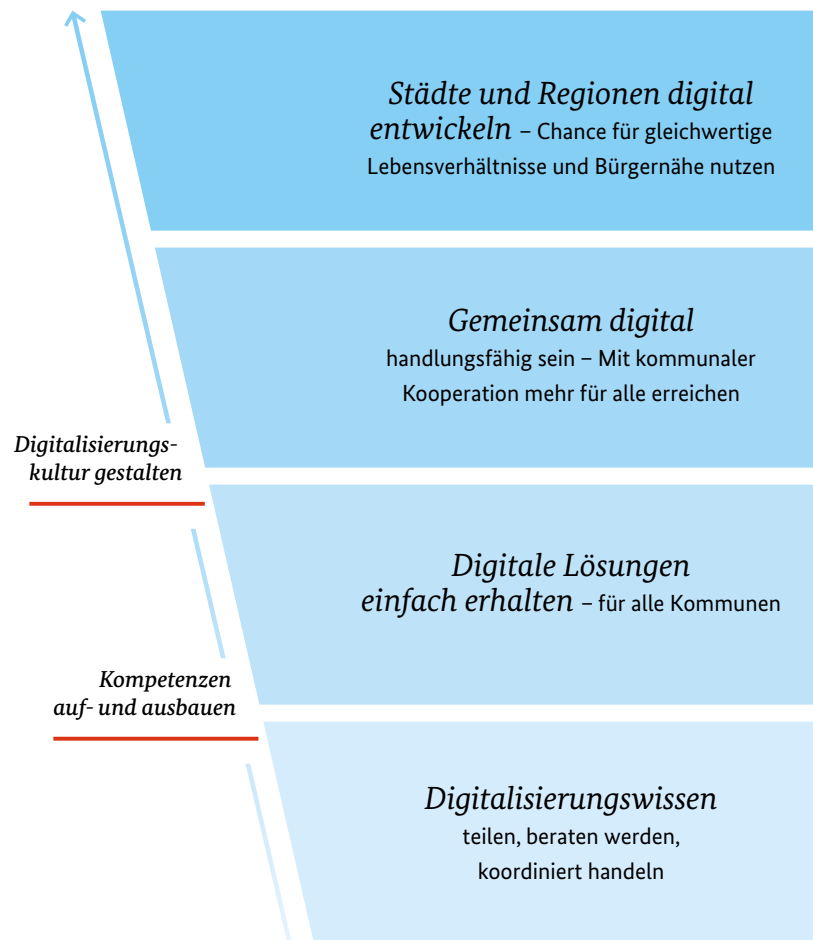 Städte und Regionen digital
entwickeln – Chance für gleichwertige
Lebensverhältnisse und Bürgernähe nutzen
Gemeinsam digital
handlungsfähig sein – Mit kommunaler
Kooperation mehr für alle erreichen
Digitalisierungs-
kultur gestalten
Digitale Lösungen
einfach erhalten – für alle Kommunen
Kompetenzen
auf- und ausbauen
Digitalisierungswissen
teilen, beraten werden,
koordiniert handeln